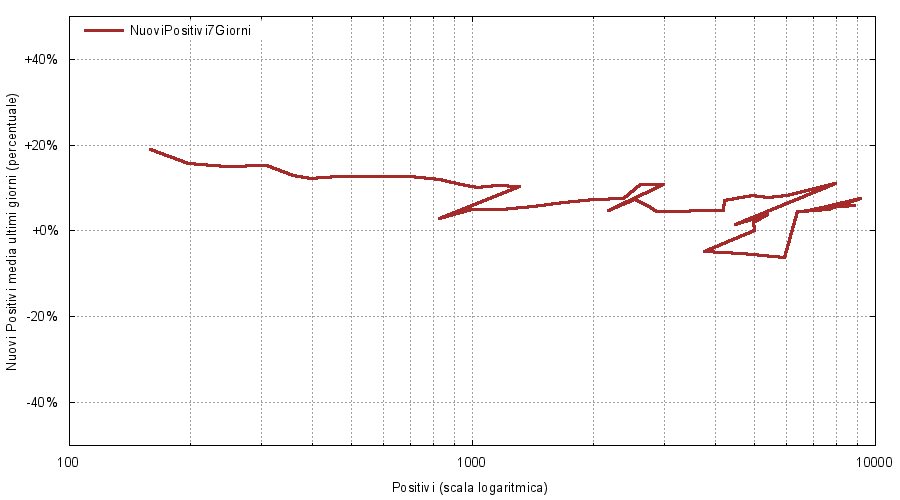 NuoviPositivi7Giorni
+40%
+20%
+0%
-20%
-40%
Nuovi Positivi media ultimi giorni (percentuale)
100
1000
10000
Positivi (scala logaritmica)